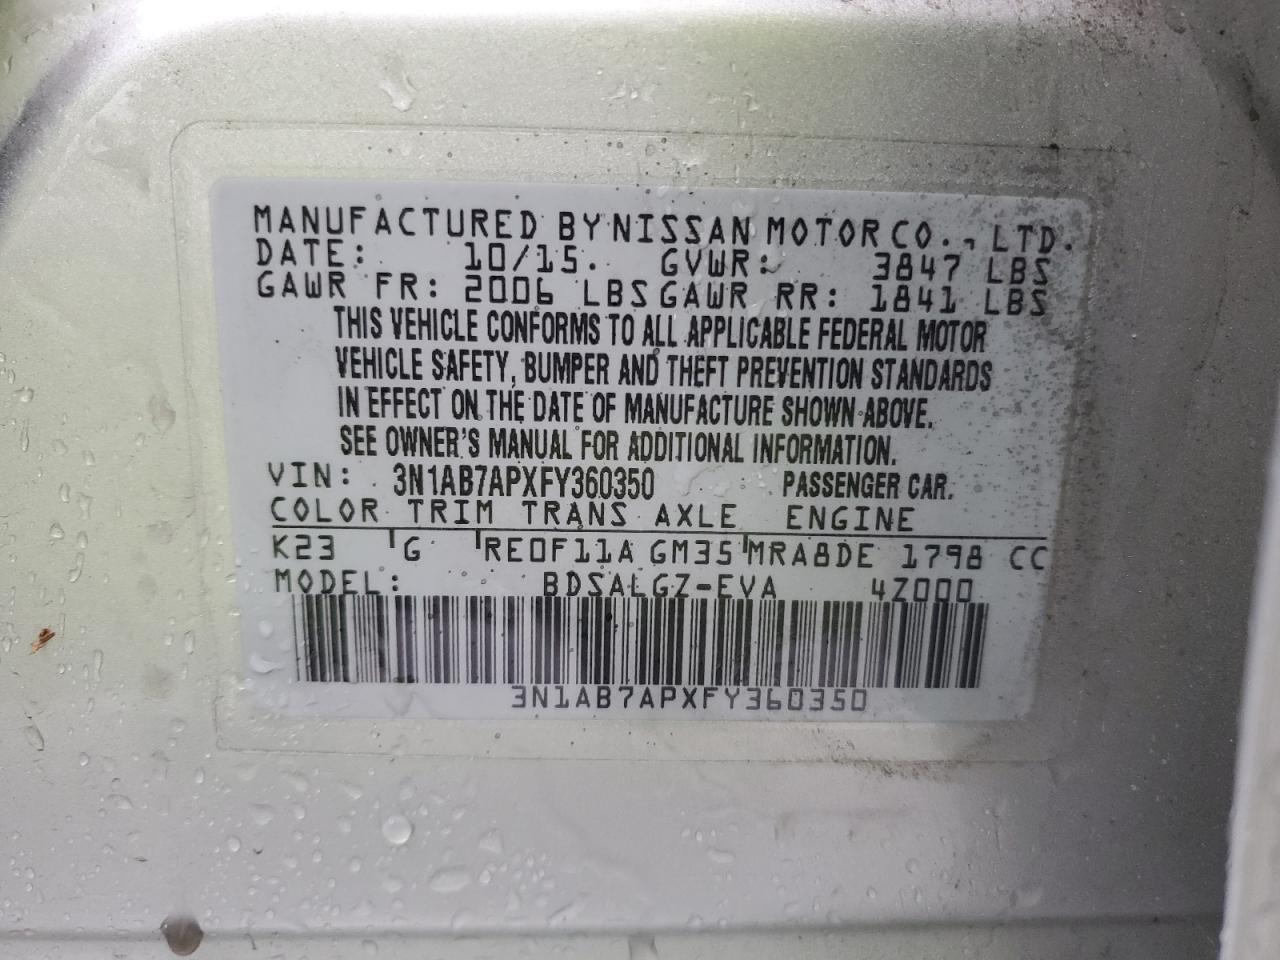 MANUFACTURED BY NISSAN MOTOR CO., LTD.
DATE: 10/15. GVWR: 3847 LBS
GAWR FR: 2006 LBS GAWR RR: 1841 LBS
THIS VEHICLE CONFORMS TO ALL APPLICABLE FEDERAL MOTOR
VEHICLE SAFETY, BUMPER AND THEFT PREVENTION STANDARDS
IN EFFECT ON THE DATE OF MANUFACTURE SHOWN ABOVE.
SEE OWNER'S MANUAL FOR ADDITIONAL INFORMATION.
VIN: 3N1AB7APXFY360350 PASSENGER CAR.
COLOR TRIM TRANS AXLE ENGINE
K23 G RE0F11A GM35 MRA8DE 1798 CC
MODEL: BDSALGZ-EVA 4Z000
3N1AB7APXFY360350